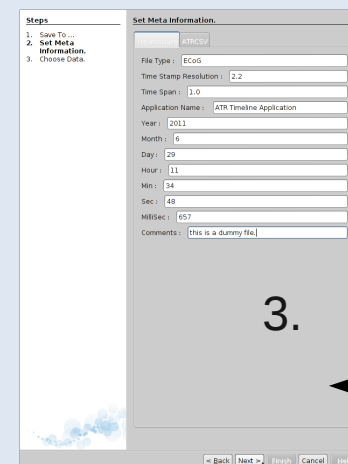 Steps
1. Save To ...
2. Set Meta
Information.
3. Choose Data.
Set Meta Information.
ATRCSV
File Type : ECoG
Time Stamp Resolution : 2.2
Time Span : 1.0
Application Name : ATR Timeline Application
Year : 2011
Month : 6
Day : 29
Hour : 11
Min : 34
Sec : 48
MilliSec : 657
Comments : this is a dummy file.
3.
< Back Next > Finish Cancel